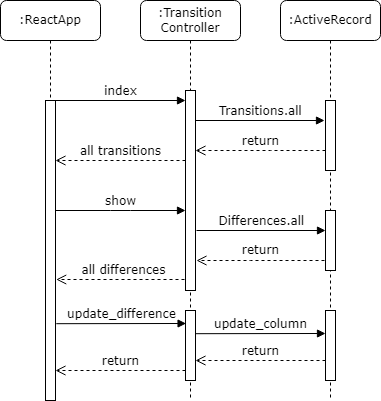 :ReactApp
:Transition
Controller
:ActiveRecord
index
Transitions.all
return
all transitions
show
Differences.all
return
all differences
update_difference
update_column
return
return